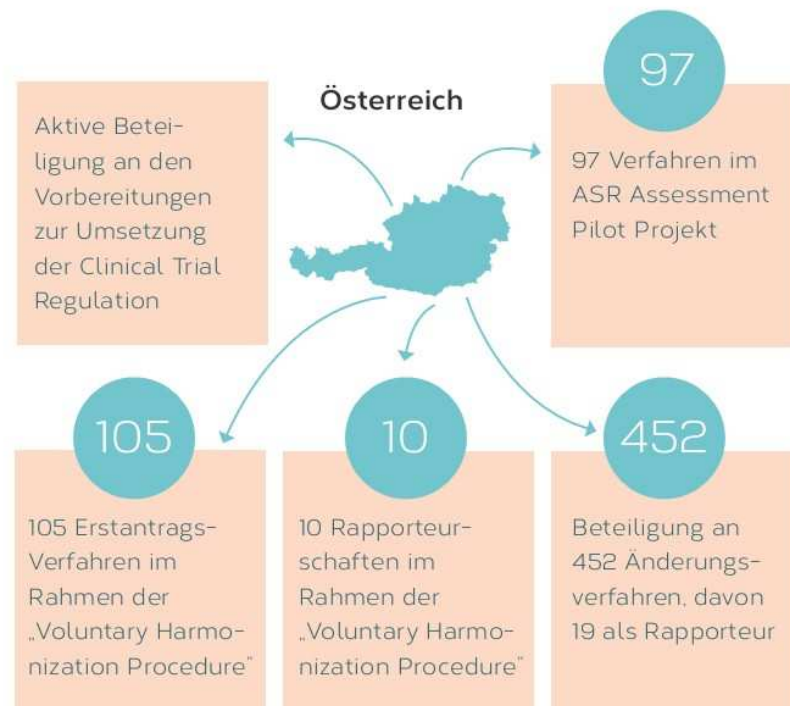 Österreich
Aktive Betei-
ligung an den
Vorbereitungen
zur Umsetzung
der Clinical Trial
Regulation
97
97 Verfahren im
ASR Assessment
Pilot Projekt
105
105 Erstantrags-
Verfahren im
Rahmen der
„Voluntary Harmo-
nization Procedure“
10
10 Rapporteur-
schaften im
Rahmen der
„Voluntary Harmo-
nization Procedure“
452
Beteiligung an
452 Änderungs-
verfahren, davon
19 als Rapporteur